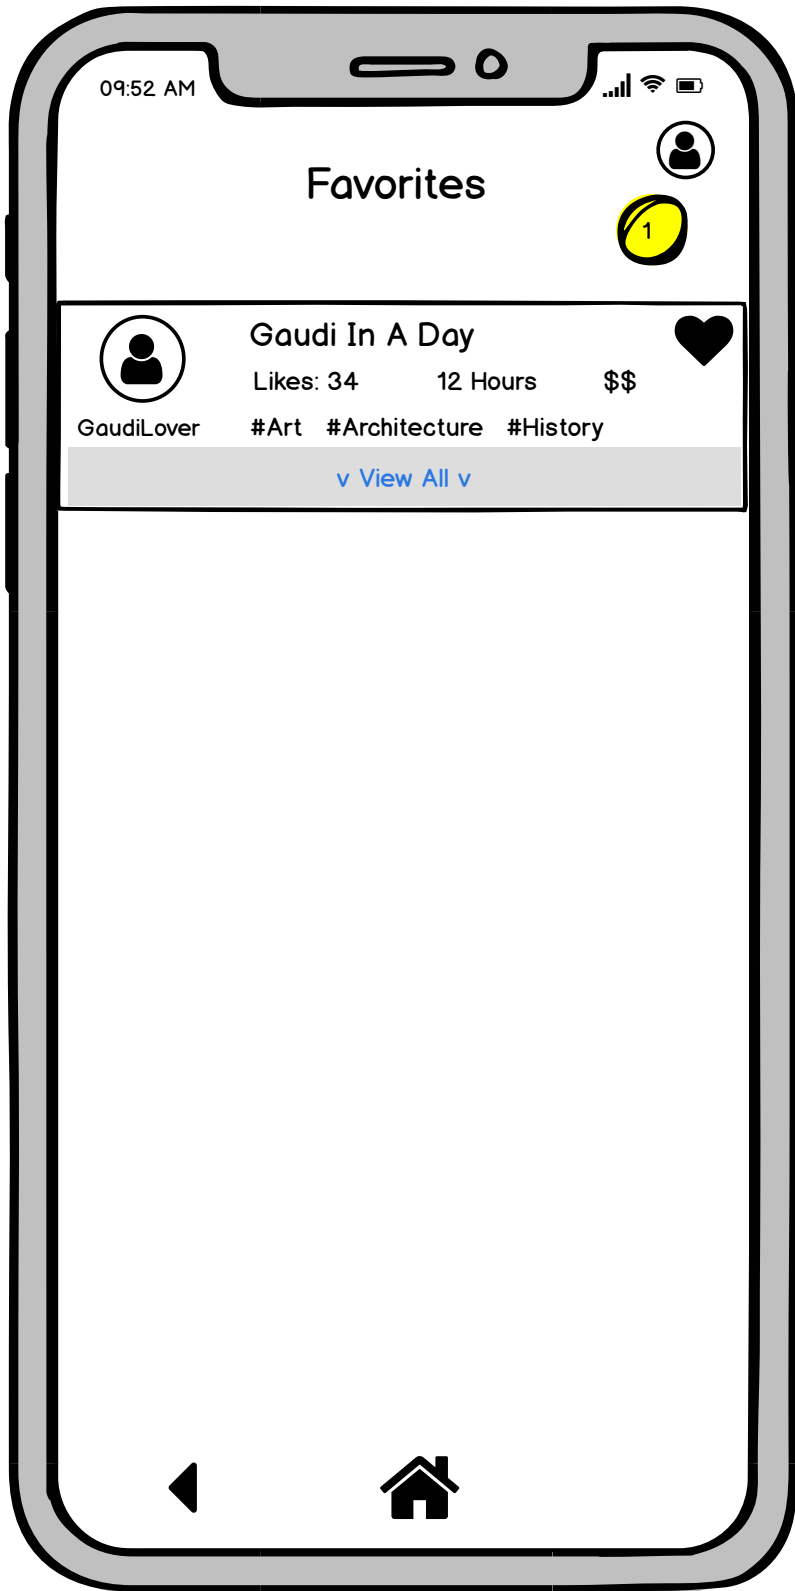 09:52 AM
Favorites
1
Gaudi In A Day
Likes: 34 12 Hours $$
GaudiLover #Art #Architecture #History
v View All v